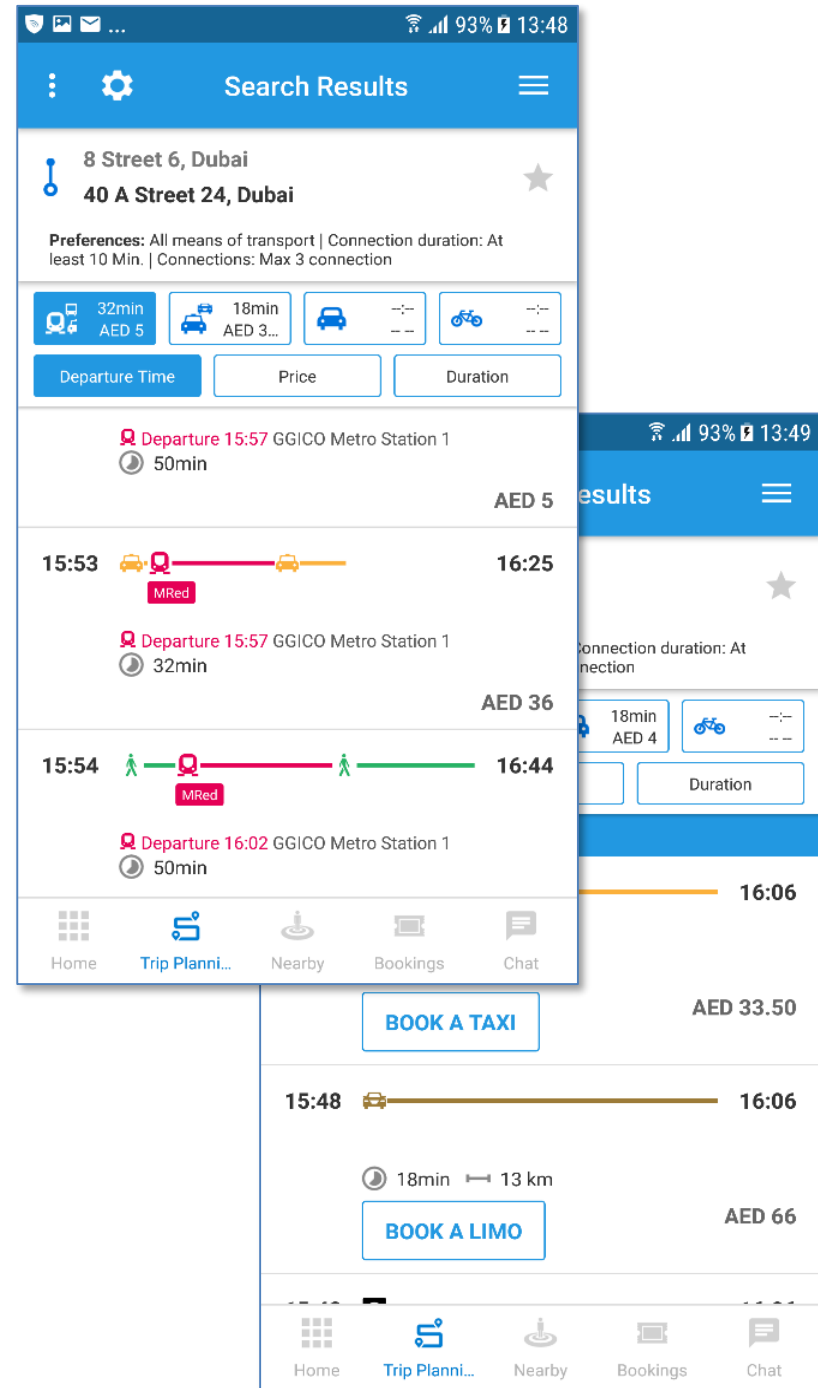 ... 93% 13:48
Search Results
8 Street 6, Dubai
40 A Street 24, Dubai
Preferences: All means of transport | Connection duration: At
least 10 Min. | Connections: Max 3 connection
32min 18min --:-- --:--
AED 5 AED 3... -- -- -- --
Departure Time Price Duration
Departure 15:57 GGICO Metro Station 1
50min
AED 5
15:53 16:25
MRed
Departure 15:57 GGICO Metro Station 1
32min
AED 36
15:54 16:44
MRed
Departure 16:02 GGICO Metro Station 1
50min
Home Trip Planni... Nearby Bookings Chat
93% 13:49
esults
onnection duration: At
nection
18min --:--
AED 4 -- --
Duration
16:06
BOOK A TAXI AED 33.50
15:48 16:06
18min 13 km
BOOK A LIMO AED 66
Home Trip Planni... Nearby Bookings Chat